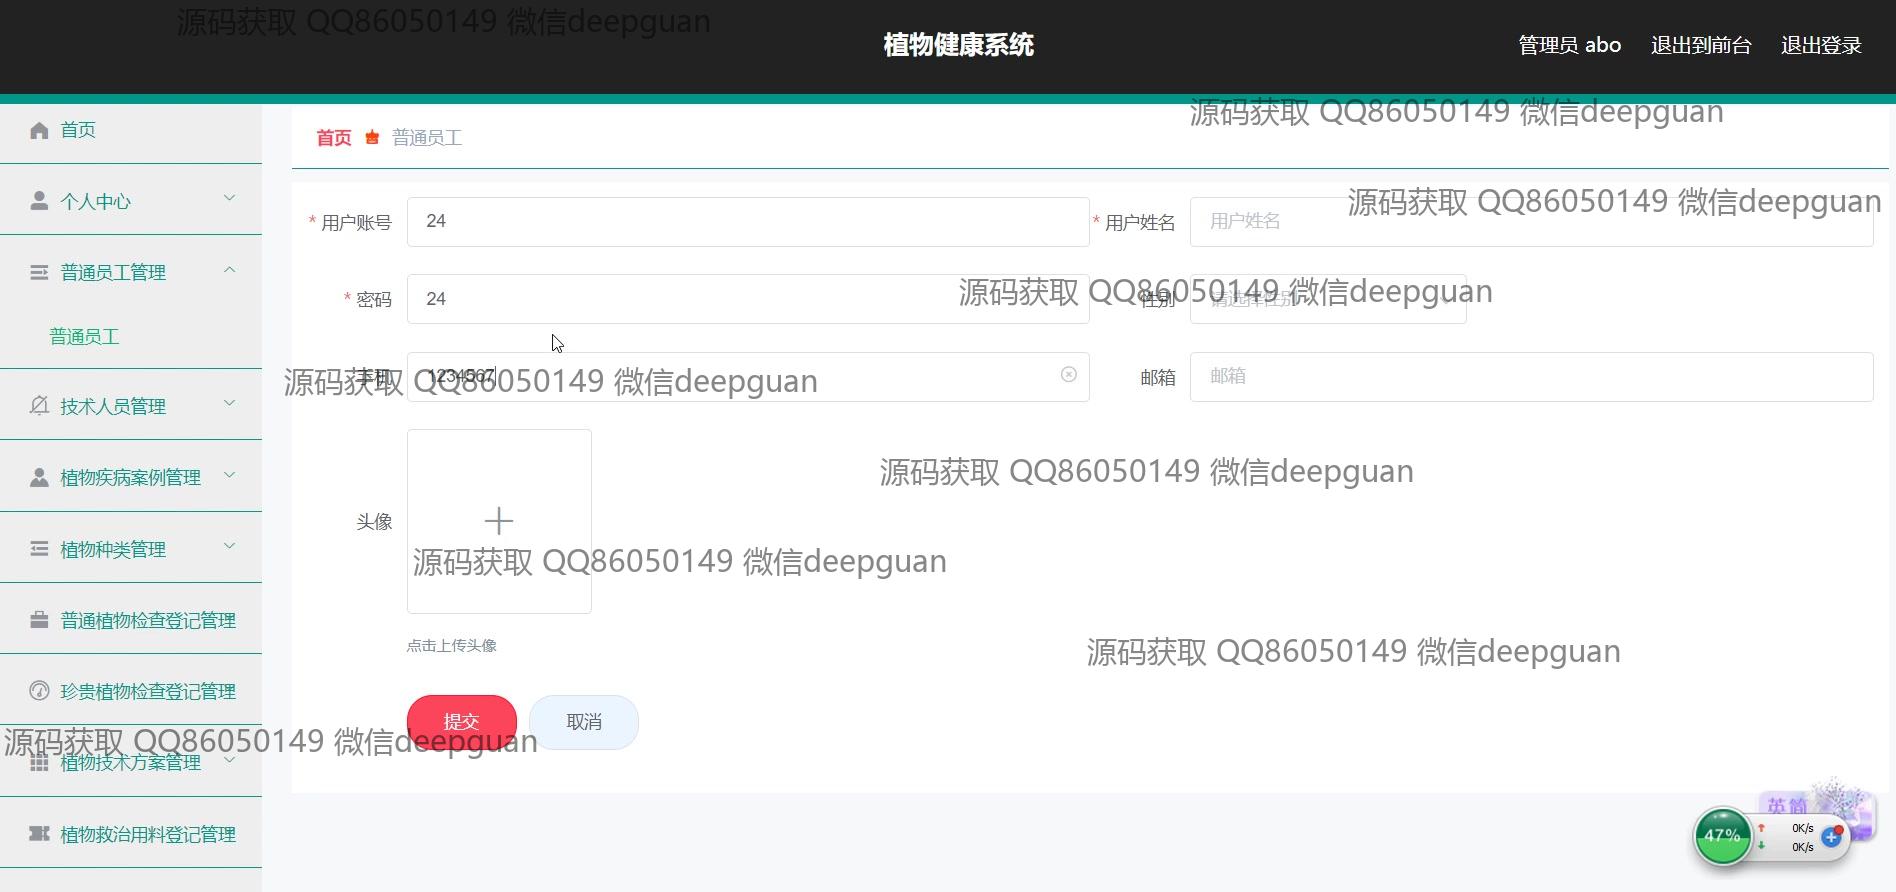 源码获取 QQ86050149 微信deepguan
植物健康系统
管理员 abo
退出到前台
退出登录
源码获取 QQ86050149 微信deepguan
首页
首页
普通员工
个人中心
源码获取 QQ86050149 微信deepguan
* 用户账号
24
* 用户姓名
用户姓名
普通员工管理
* 密码
24
源码获取 QQ86050149 微信deepguan
性别
请选择性别
普通员工
手机
1234567
源码获取 QQ86050149 微信deepguan
邮箱
邮箱
技术人员管理
植物疾病案例管理
源码获取 QQ86050149 微信deepguan
头像
植物种类管理
源码获取 QQ86050149 微信deepguan
普通植物检查登记管理
点击上传头像
源码获取 QQ86050149 微信deepguan
珍贵植物检查登记管理
提交
取消
源码获取 QQ86050149 微信deepguan
植物技术方案管理
植物救治用料登记管理
英简
47%
0K/s
0K/s